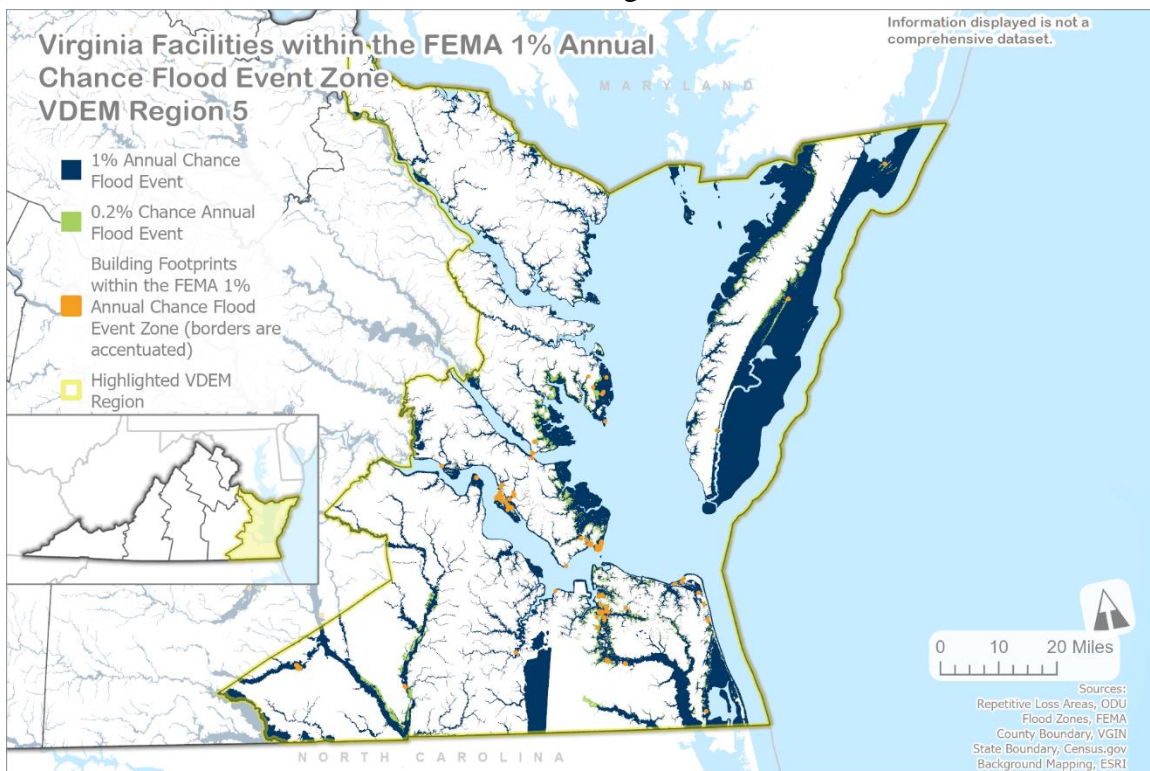 Virginia Facilities within the FEMA 1% Annual
Chance Flood Event Zone
VDEM Region 5
Information displayed is not a
comprehensive dataset.
MARYLAND
1% Annual Chance
Flood Event
0.2% Chance Annual
Flood Event
Building Footprints
within the FEMA 1%
Annual Chance Flood
Event Zone (borders are
accentuated)
Highlighted VDEM
Region
0 10 20 Miles
Sources:
Repetitive Loss Areas, ODU
Flood Zones, FEMA
County Boundary, VGIN
State Boundary, Census.gov
Background Mapping, ESRI
NORTH CAROLINA